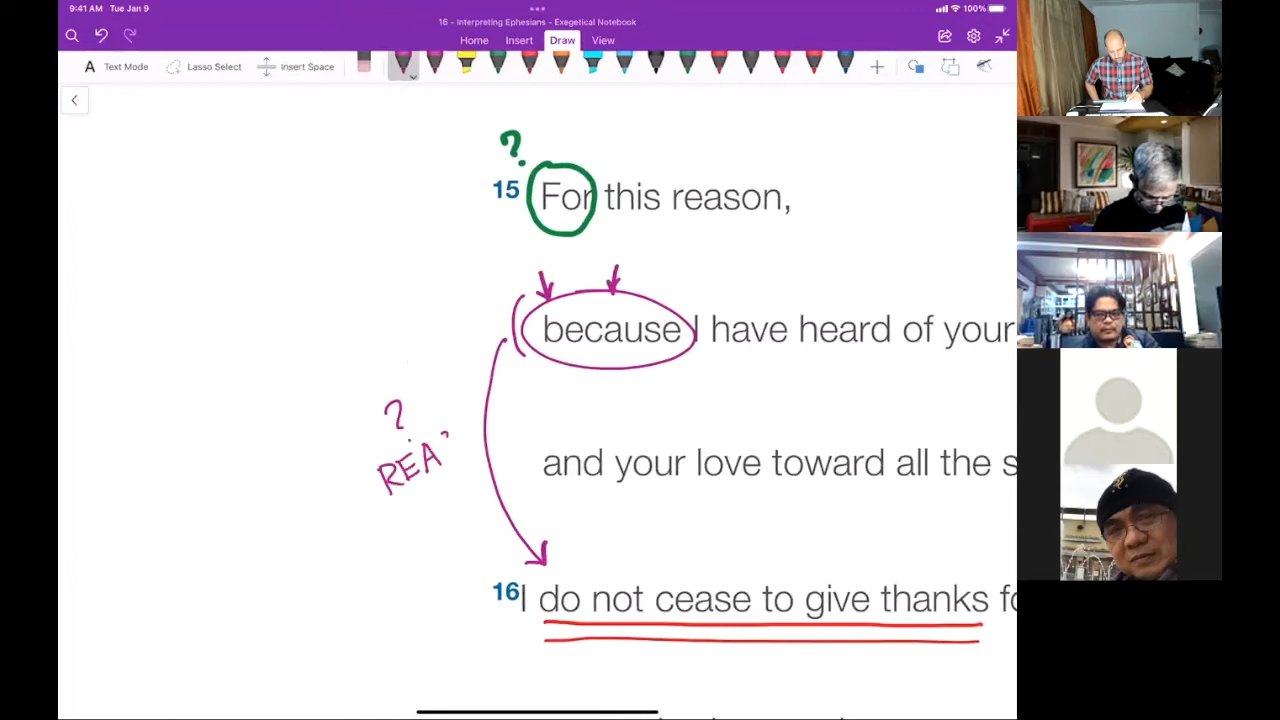 9:41 AM Tue Jan 9
100%
16 - Interpreting Ephesians - Exegetical Notebook
Home Insert Draw View
Text Mode Lasso Select Insert Space
?
15 For this reason,
because I have heard of your
?
REA
and your love toward all the s
16 I do not cease to give thanks fo